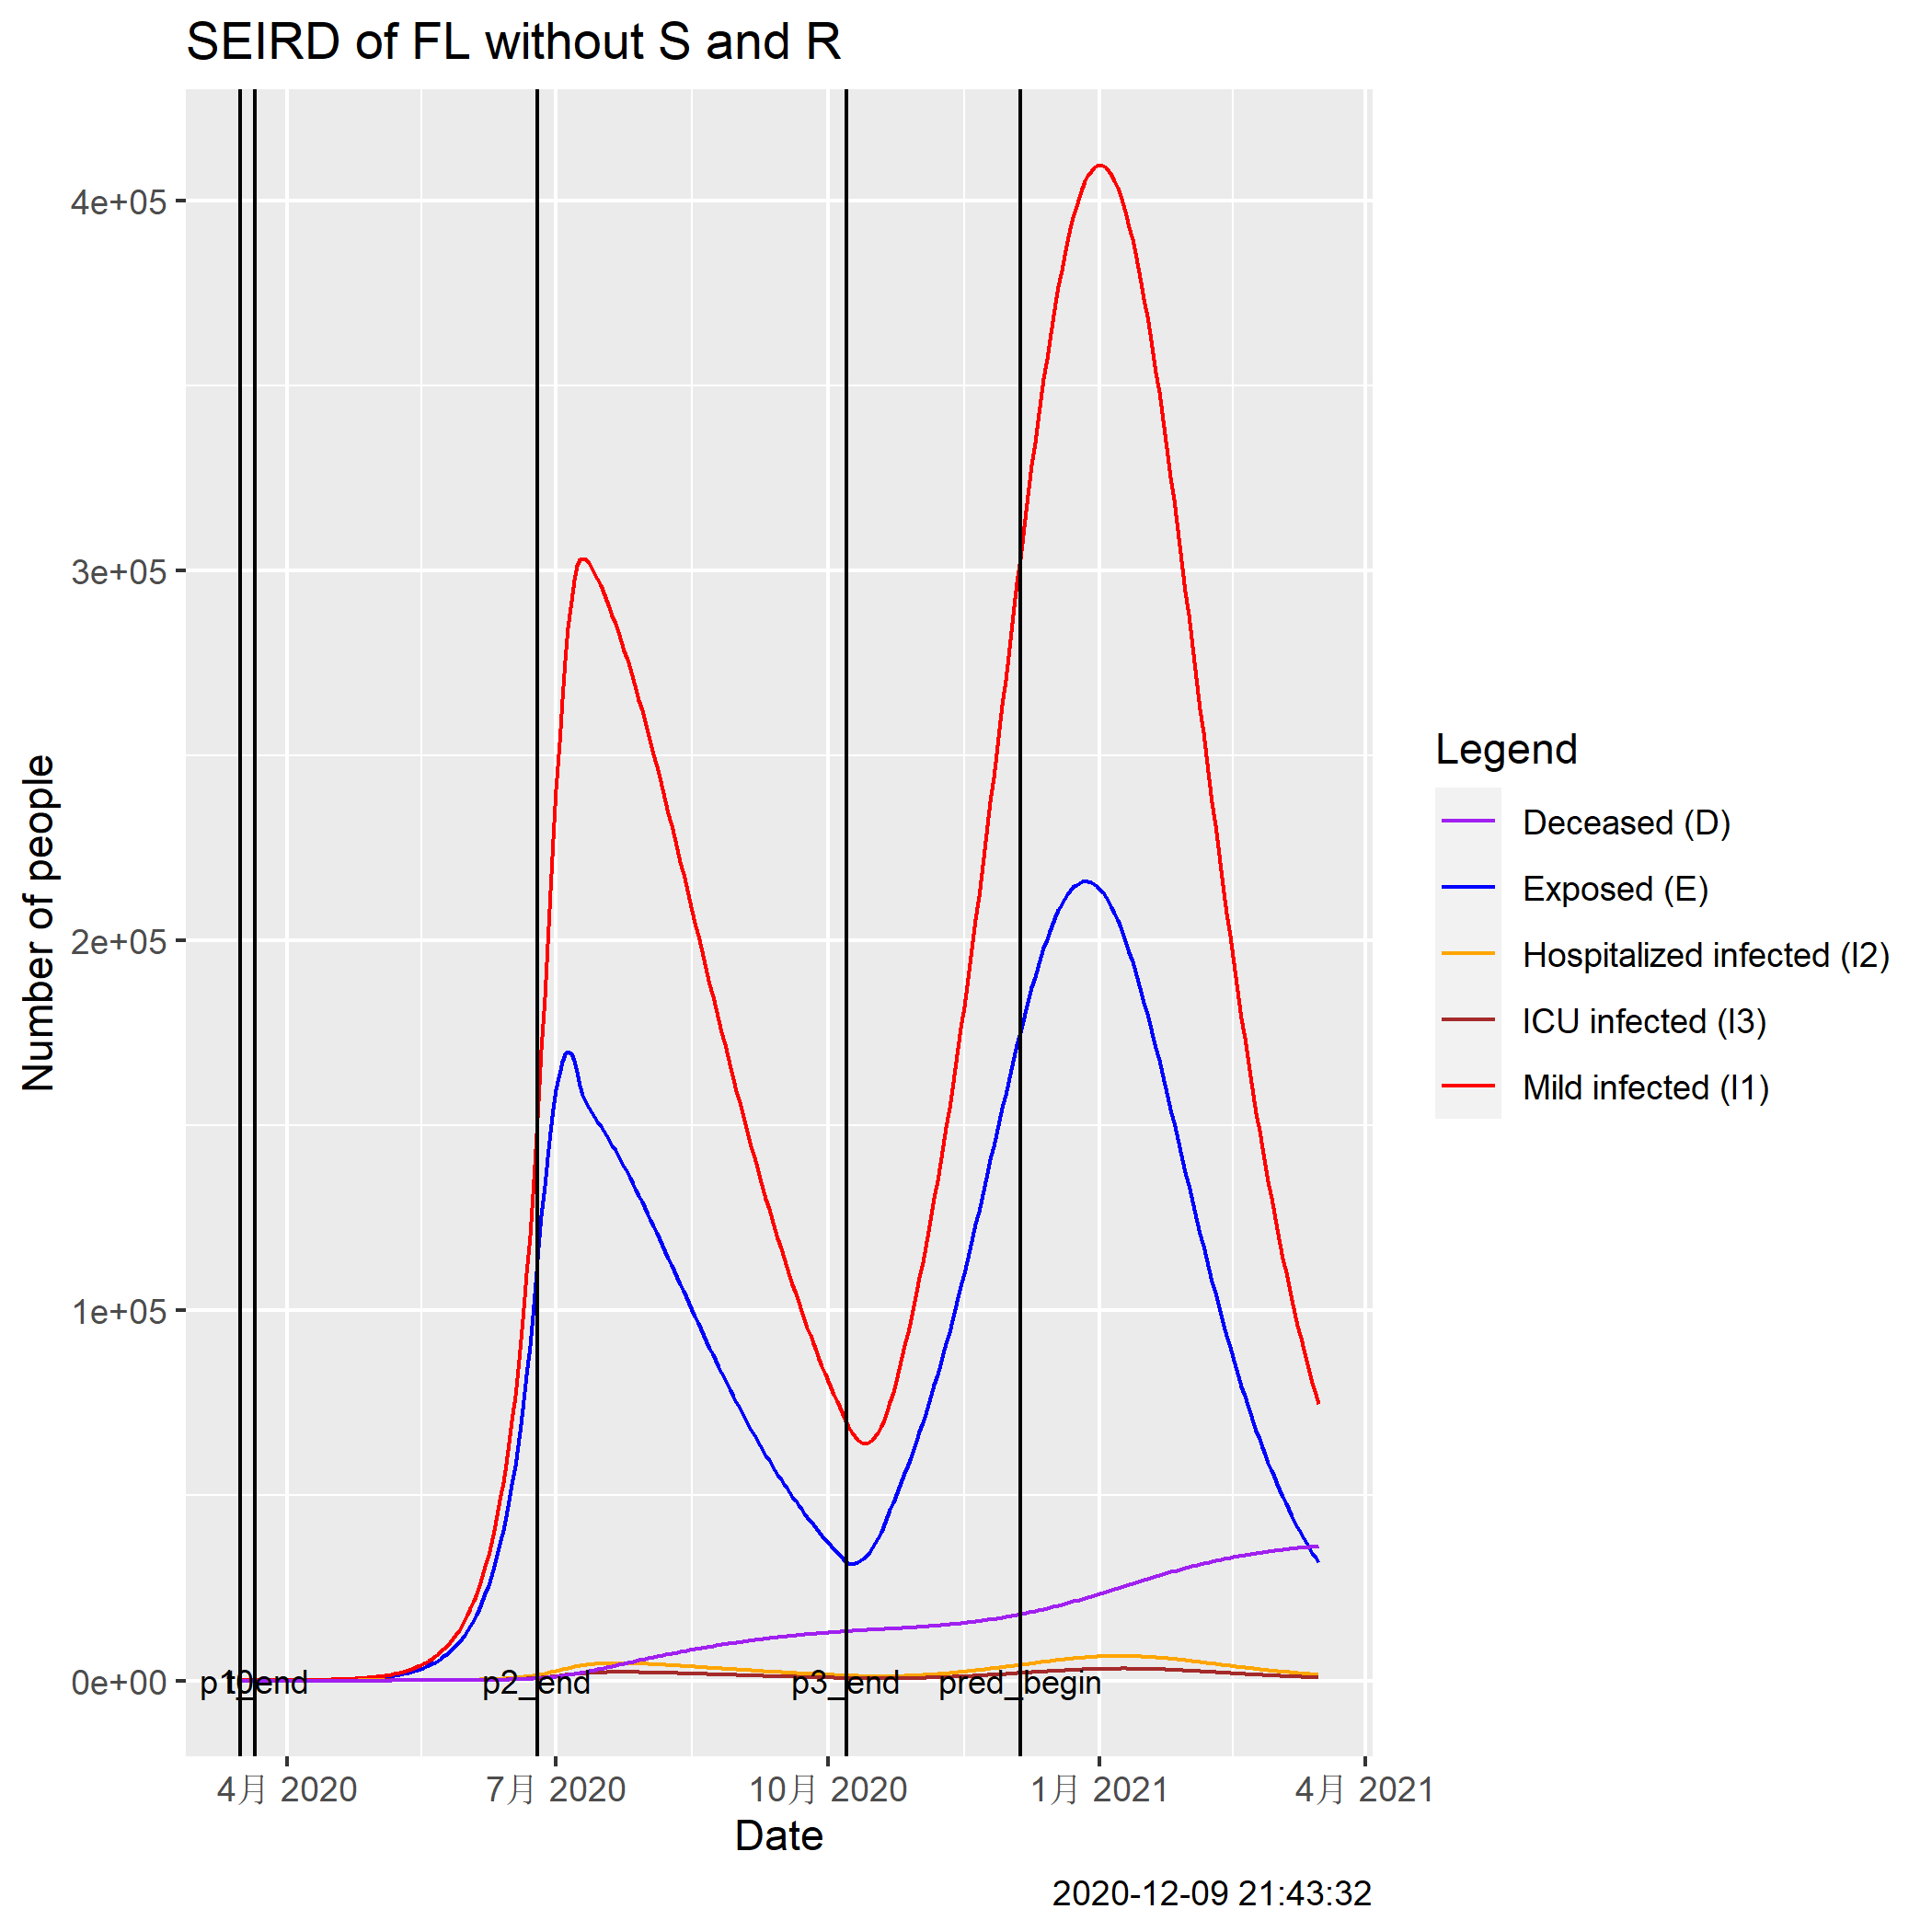 SEIRD of FL without S and R
Number of people
4e+05
3e+05
2e+05
1e+05
0e+00
p2_end
p3_end
pred_begin
4月 2020
7月 2020
10月 2020
1月 2021
4月 2021
Date
Legend
Deceased (D)
Exposed (E)
Hospitalized infected (I2)
ICU infected (I3)
Mild infected (I1)
2020-12-09 21:43:32